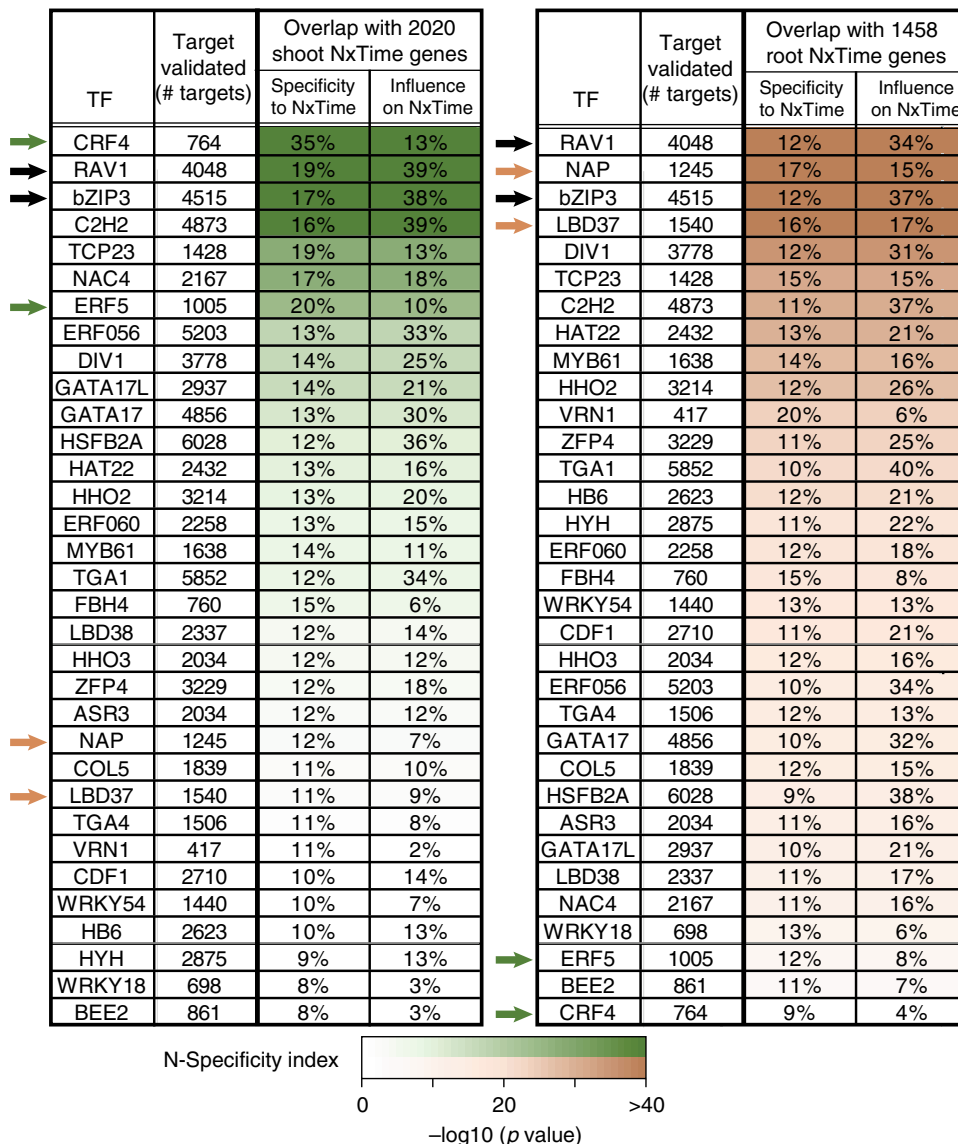 TF
Target validated (# targets)
Overlap with 2020 shoot NxTime genes
Specificity to NxTime
Influence on NxTime
CRF4 764 35% 13%
RAV1 4048 19% 39%
bZIP3 4515 17% 38%
C2H2 4873 16% 39%
TCP23 1428 19% 13%
NAC4 2167 17% 18%
ERF5 1005 20% 10%
ERF056 5203 13% 33%
DIV1 3778 14% 25%
GATA17L 2937 14% 21%
GATA17 4856 13% 30%
HSFB2A 6028 12% 36%
HAT22 2432 13% 16%
HHO2 3214 13% 20%
ERF060 2258 13% 15%
MYB61 1638 14% 11%
TGA1 5852 12% 34%
FBH4 760 15% 6%
LBD38 2337 12% 14%
HHO3 2034 12% 12%
ZFP4 3229 12% 18%
ASR3 2034 12% 12%
NAP 1245 12% 7%
COL5 1839 11% 10%
LBD37 1540 11% 9%
TGA4 1506 11% 8%
VRN1 417 11% 2%
CDF1 2710 10% 14%
WRKY54 1440 10% 7%
HB6 2623 10% 13%
HYH 2875 9% 13%
WRKY18 698 8% 3%
BEE2 861 8% 3%
TF
Target validated (# targets)
Overlap with 1458 root NxTime genes
Specificity to NxTime
Influence on NxTime
RAV1 4048 12% 34%
NAP 1245 17% 15%
bZIP3 4515 12% 37%
LBD37 1540 16% 17%
DIV1 3778 12% 31%
TCP23 1428 15% 15%
C2H2 4873 11% 37%
HAT22 2432 13% 21%
MYB61 1638 14% 16%
HHO2 3214 12% 26%
VRN1 417 20% 6%
ZFP4 3229 11% 25%
TGA1 5852 10% 40%
HB6 2623 12% 21%
HYH 2875 11% 22%
ERF060 2258 12% 18%
FBH4 760 15% 8%
WRKY54 1440 13% 13%
CDF1 2710 11% 21%
HHO3 2034 12% 16%
ERF056 5203 10% 34%
TGA4 1506 12% 13%
GATA17 4856 10% 32%
COL5 1839 12% 15%
HSFB2A 6028 9% 38%
ASR3 2034 11% 16%
GATA17L 2937 10% 21%
LBD38 2337 11% 17%
NAC4 2167 11% 16%
WRKY18 698 13% 6%
ERF5 1005 12% 8%
BEE2 861 11% 7%
CRF4 764 9% 4%
N-Specificity index
0 20 >40
–log10 (p value)